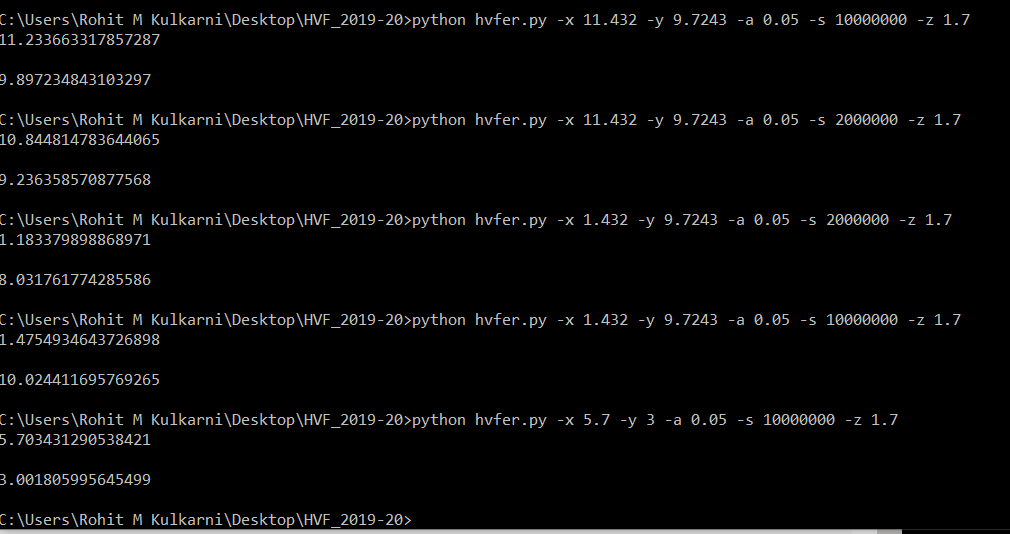 C:\Users\Rohit M Kulkarni\Desktop\HVF_2019-20>python hvfer.py -x 11.432 -y 9.7243 -a 0.05 -s 10000000 -z 1.7
11.233663317857287
9.897234843103297
C:\Users\Rohit M Kulkarni\Desktop\HVF_2019-20>python hvfer.py -x 11.432 -y 9.7243 -a 0.05 -s 2000000 -z 1.7
10.844814783644065
9.236358570877568
C:\Users\Rohit M Kulkarni\Desktop\HVF_2019-20>python hvfer.py -x 1.432 -y 9.7243 -a 0.05 -s 2000000 -z 1.7
1.183379898868971
8.031761774285586
C:\Users\Rohit M Kulkarni\Desktop\HVF_2019-20>python hvfer.py -x 1.432 -y 9.7243 -a 0.05 -s 10000000 -z 1.7
1.4754934643726898
10.024411695769265
C:\Users\Rohit M Kulkarni\Desktop\HVF_2019-20>python hvfer.py -x 5.7 -y 3 -a 0.05 -s 10000000 -z 1.7
5.703431290538421
3.001805995645499
C:\Users\Rohit M Kulkarni\Desktop\HVF_2019-20>